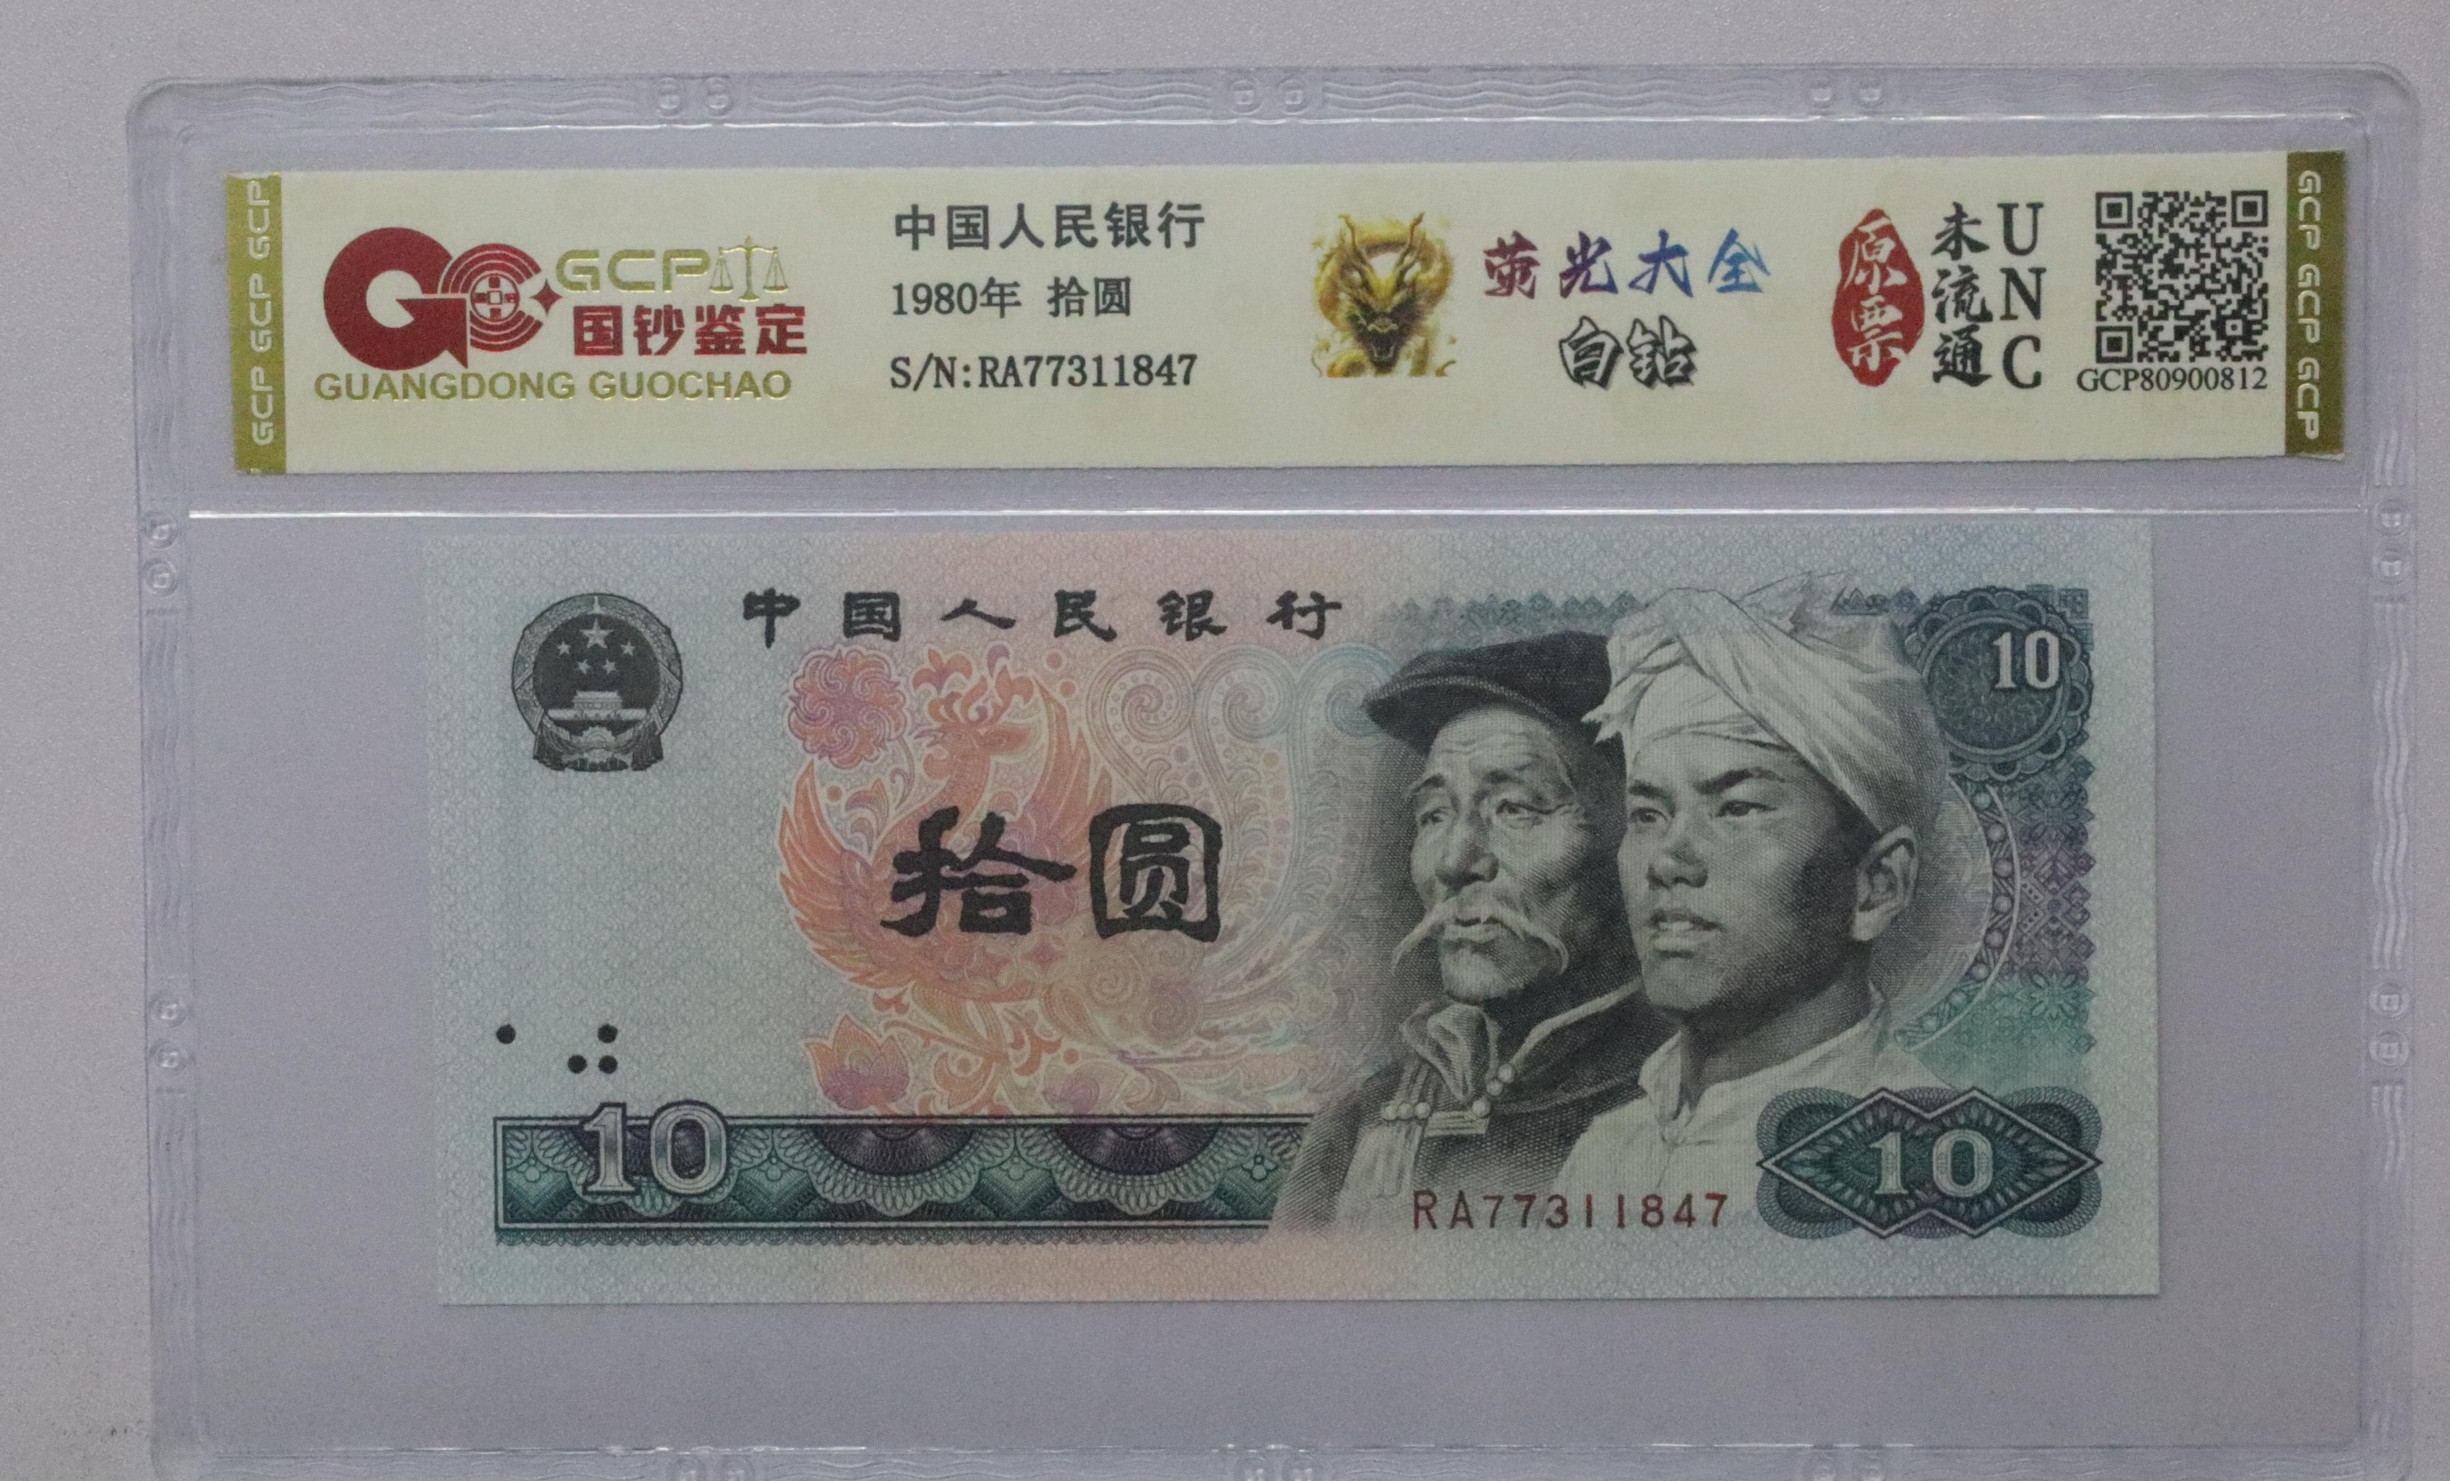 GCP GCP GCP
GCP
国钞鉴定
GUANGDONG GUOCHAO
中国人民银行
1980年 拾圆
S/N:RA77311847
荧光大全
白钻
原票
未流通
UNC
GCP80900812
GCP GCP GCP
中国人民银行
10
拾圆
10
RA77311847
10